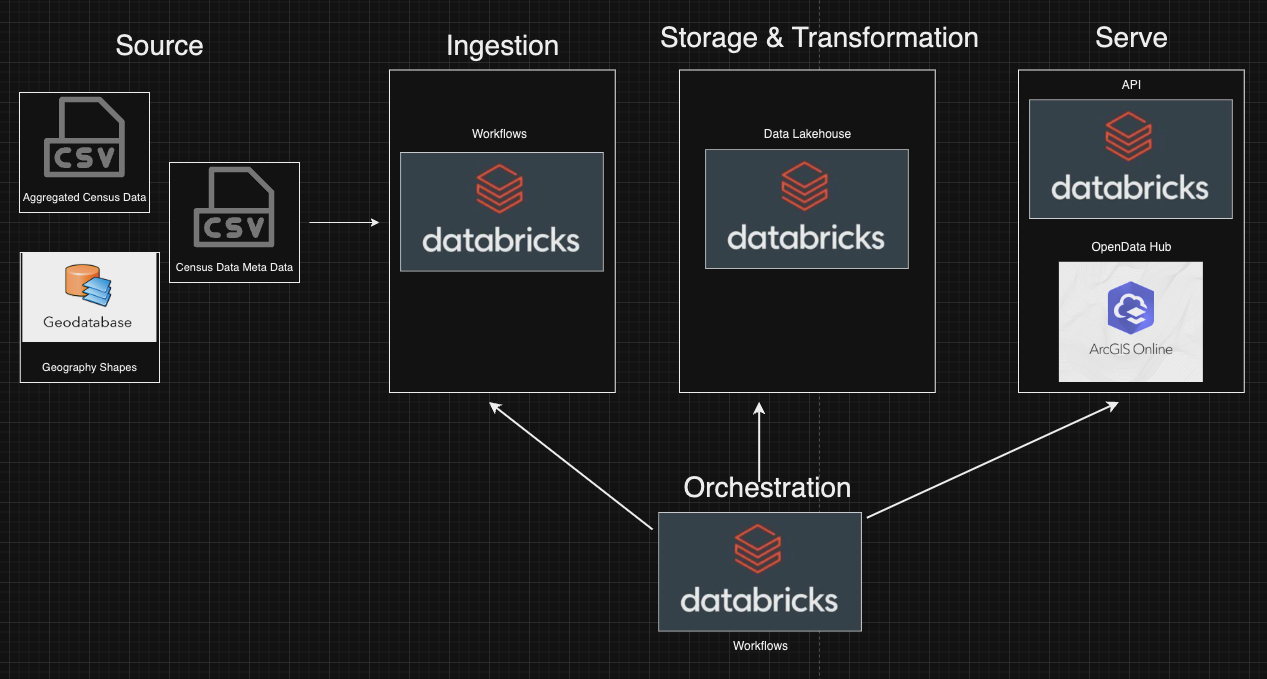 Source
CSV
Aggregated Census Data
CSV
Census Data Meta Data
Geodatabase
Geography Shapes
Ingestion
Workflows
databricks
Storage & Transformation
Data Lakehouse
databricks
Serve
API
databricks
OpenData Hub
ArcGIS Online
Orchestration
databricks
Workflows